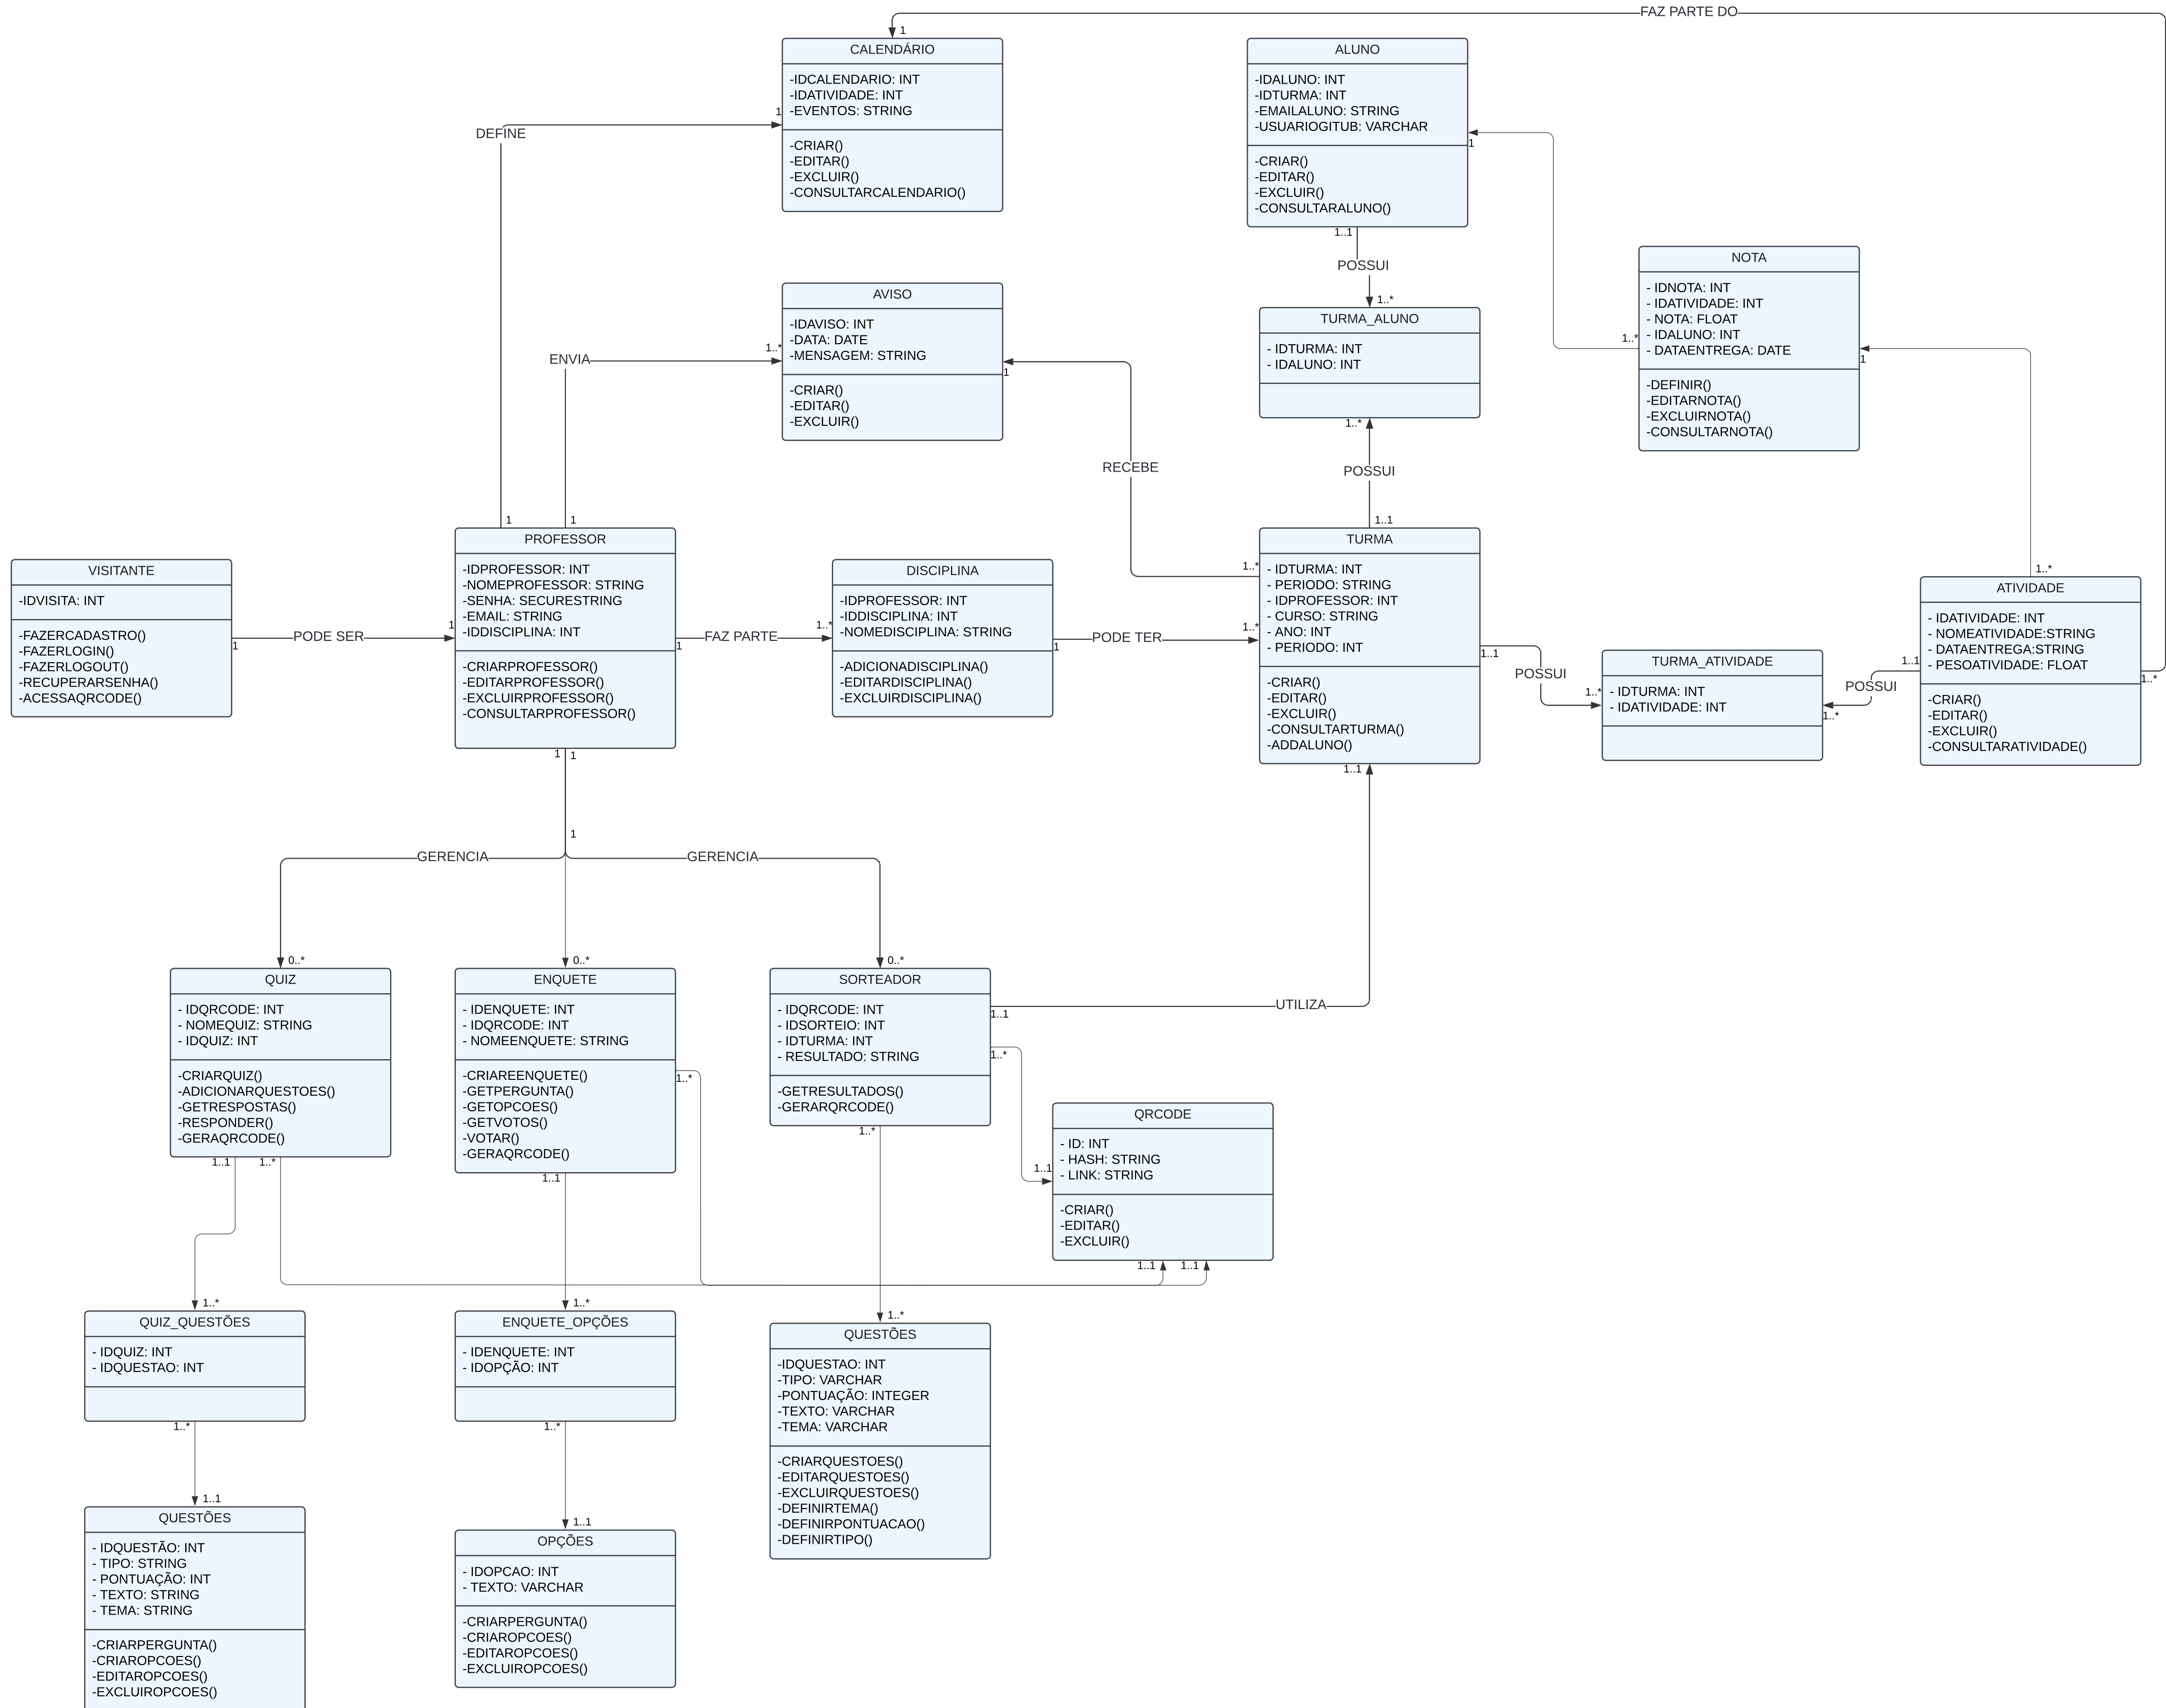 FAZ PARTE DO
1
CALENDÁRIO
-IDCALENDARIO: INT
-IDATIVIDADE: INT
-EVENTOS: STRING
-CRIAR()
-EDITAR()
-EXCLUIR()
-CONSULTARCALENDARIO()
1
DEFINE
ALUNO
-IDALUNO: INT
-IDTURMA: INT
-EMAILALUNO: STRING
-USUARIOGITUB: VARCHAR
-CRIAR()
-EDITAR()
-EXCLUIR()
-CONSULTARALUNO()
1
1..1
POSSUI
1..*
NOTA
- IDNOTA: INT
- IDATIVIDADE: INT
- NOTA: FLOAT
- IDALUNO: INT
- DATAENTREGA: DATE
-DEFINIR()
-EDITARNOTA()
-EXCLUIRNOTA()
-CONSULTARNOTA()
1..*
1
AVISO
-IDAVISO: INT
-DATA: DATE
-MENSAGEM: STRING
-CRIAR()
-EDITAR()
-EXCLUIR()
1..*
ENVIA
1
TURMA_ALUNO
- IDTURMA: INT
- IDALUNO: INT
1..*
RECEBE
POSSUI
1
1
1..1
VISITANTE
-IDVISITA: INT
-FAZERCADASTRO()
-FAZERLOGIN()
-FAZERLOGOUT()
-RECUPERARSENHA()
-ACESSAQRCODE()
1
PODE SER
1
PROFESSOR
-IDPROFESSOR: INT
-NOMEPROFESSOR: STRING
-SENHA: SECURESTRING
-EMAIL: STRING
-IDDISCIPLINA: INT
-CRIARPROFESSOR()
-EDITARPROFESSOR()
-EXCLUIRPROFESSOR()
-CONSULTARPROFESSOR()
1
FAZ PARTE
1..*
DISCIPLINA
-IDPROFESSOR: INT
-IDDISCIPLINA: INT
-NOMEDISCIPLINA: STRING
-ADICIONADISCIPLINA()
-EDITARDISCIPLINA()
-EXCLUIRDISCIPLINA()
1
PODE TER
1..*
1..*
TURMA
- IDTURMA: INT
- PERIODO: STRING
- IDPROFESSOR: INT
- CURSO: STRING
- ANO: INT
- PERIODO: INT
-CRIAR()
-EDITAR()
-EXCLUIR()
-CONSULTARTURMA()
-ADDALUNO()
1..1
POSSUI
1..*
TURMA_ATIVIDADE
- IDTURMA: INT
- IDATIVIDADE: INT
1..*
POSSUI
1..1
1..*
ATIVIDADE
- IDATIVIDADE: INT
- NOMEATIVIDADE:STRING
- DATAENTREGA:STRING
- PESOATIVIDADE: FLOAT
-CRIAR()
-EDITAR()
-EXCLUIR()
-CONSULTARATIVIDADE()
1..*
1
1
1..1
1
GERENCIA
GERENCIA
0..*
0..*
0..*
QUIZ
- IDQRCODE: INT
- NOMEQUIZ: STRING
- IDQUIZ: INT
-CRIARQUIZ()
-ADICIONARQUESTOES()
-GETRESPOSTAS()
-RESPONDER()
-GERAQRCODE()
1..1
1..*
ENQUETE
- IDENQUETE: INT
- IDQRCODE: INT
- NOMEENQUETE: STRING
-CRIAREENQUETE()
-GETPERGUNTA()
-GETOPCOES()
-GETVOTOS()
-VOTAR()
-GERAQRCODE()
1..*
1..1
SORTEADOR
- IDQRCODE: INT
- IDSORTEIO: INT
- IDTURMA: INT
- RESULTADO: STRING
-GETRESULTADOS()
-GERARQRCODE()
1..1
UTILIZA
1..*
1..*
1..1
QRCODE
- ID: INT
- HASH: STRING
- LINK: STRING
-CRIAR()
-EDITAR()
-EXCLUIR()
1..1
1..1
1..*
QUIZ_QUESTÕES
- IDQUIZ: INT
- IDQUESTAO: INT
1..*
1..*
ENQUETE_OPÇÕES
- IDENQUETE: INT
- IDOPÇÃO: INT
1..*
1..*
QUESTÕES
-IDQUESTAO: INT
-TIPO: VARCHAR
-PONTUAÇÃO: INTEGER
-TEXTO: VARCHAR
-TEMA: VARCHAR
-CRIARQUESTOES()
-EDITARQUESTOES()
-EXCLUIRQUESTOES()
-DEFINIRTEMA()
-DEFINIRPONTUACAO()
-DEFINIRTIPO()
1..1
QUESTÕES
- IDQUESTÃO: INT
- TIPO: STRING
- PONTUAÇÃO: INT
- TEXTO: STRING
- TEMA: STRING
-CRIARPERGUNTA()
-CRIAROPCOES()
-EDITAROPCOES()
-EXCLUIROPCOES()
1..1
OPÇÕES
- IDOPCAO: INT
- TEXTO: VARCHAR
-CRIARPERGUNTA()
-CRIAROPCOES()
-EDITAROPCOES()
-EXCLUIROPCOES()